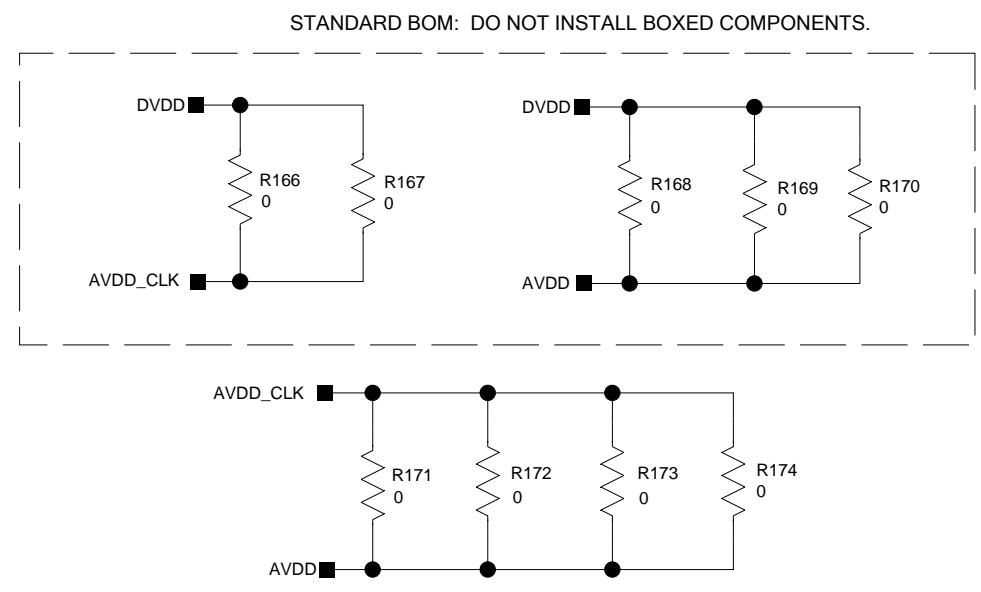 STANDARD BOM: DO NOT INSTALL BOXED COMPONENTS.
DVDD
R166
0
R167
0
AVDD_CLK
DVDD
R168
0
R169
0
R170
0
AVDD
AVDD_CLK
R171
0
R172
0
R173
0
R174
0
AVDD